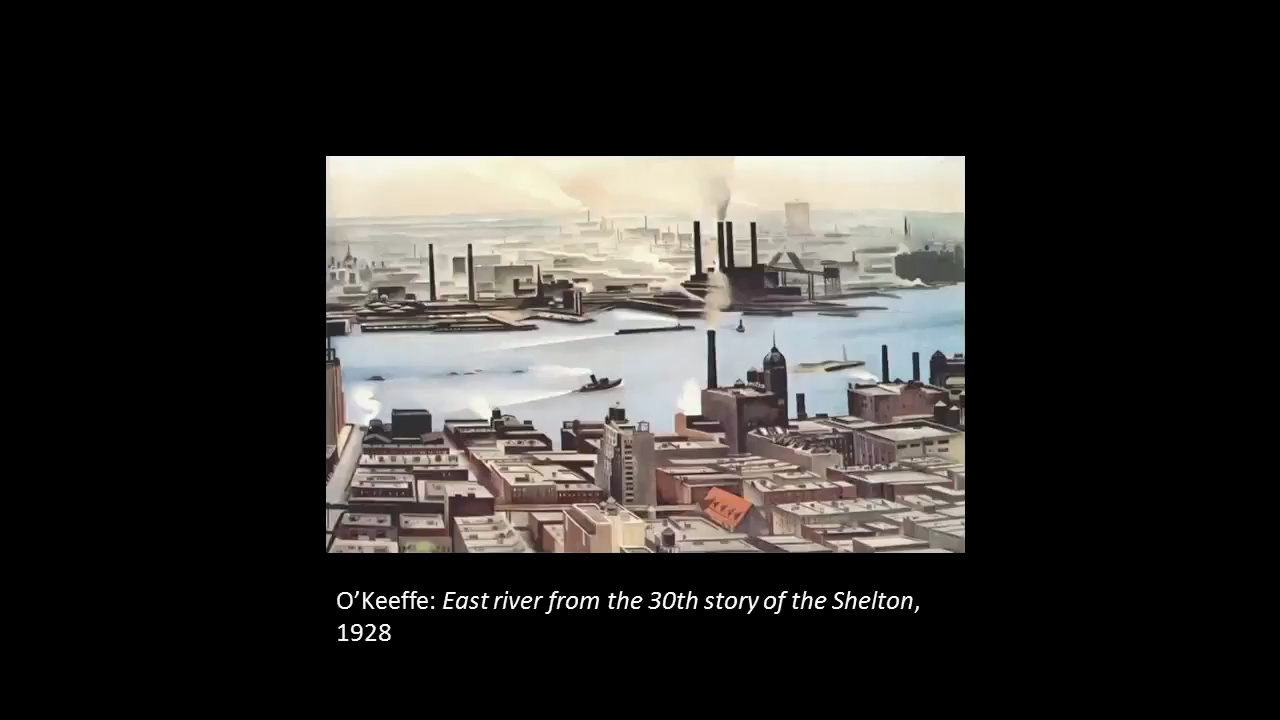 O’Keeffe: East river from the 30th story of the Shelton,
1928